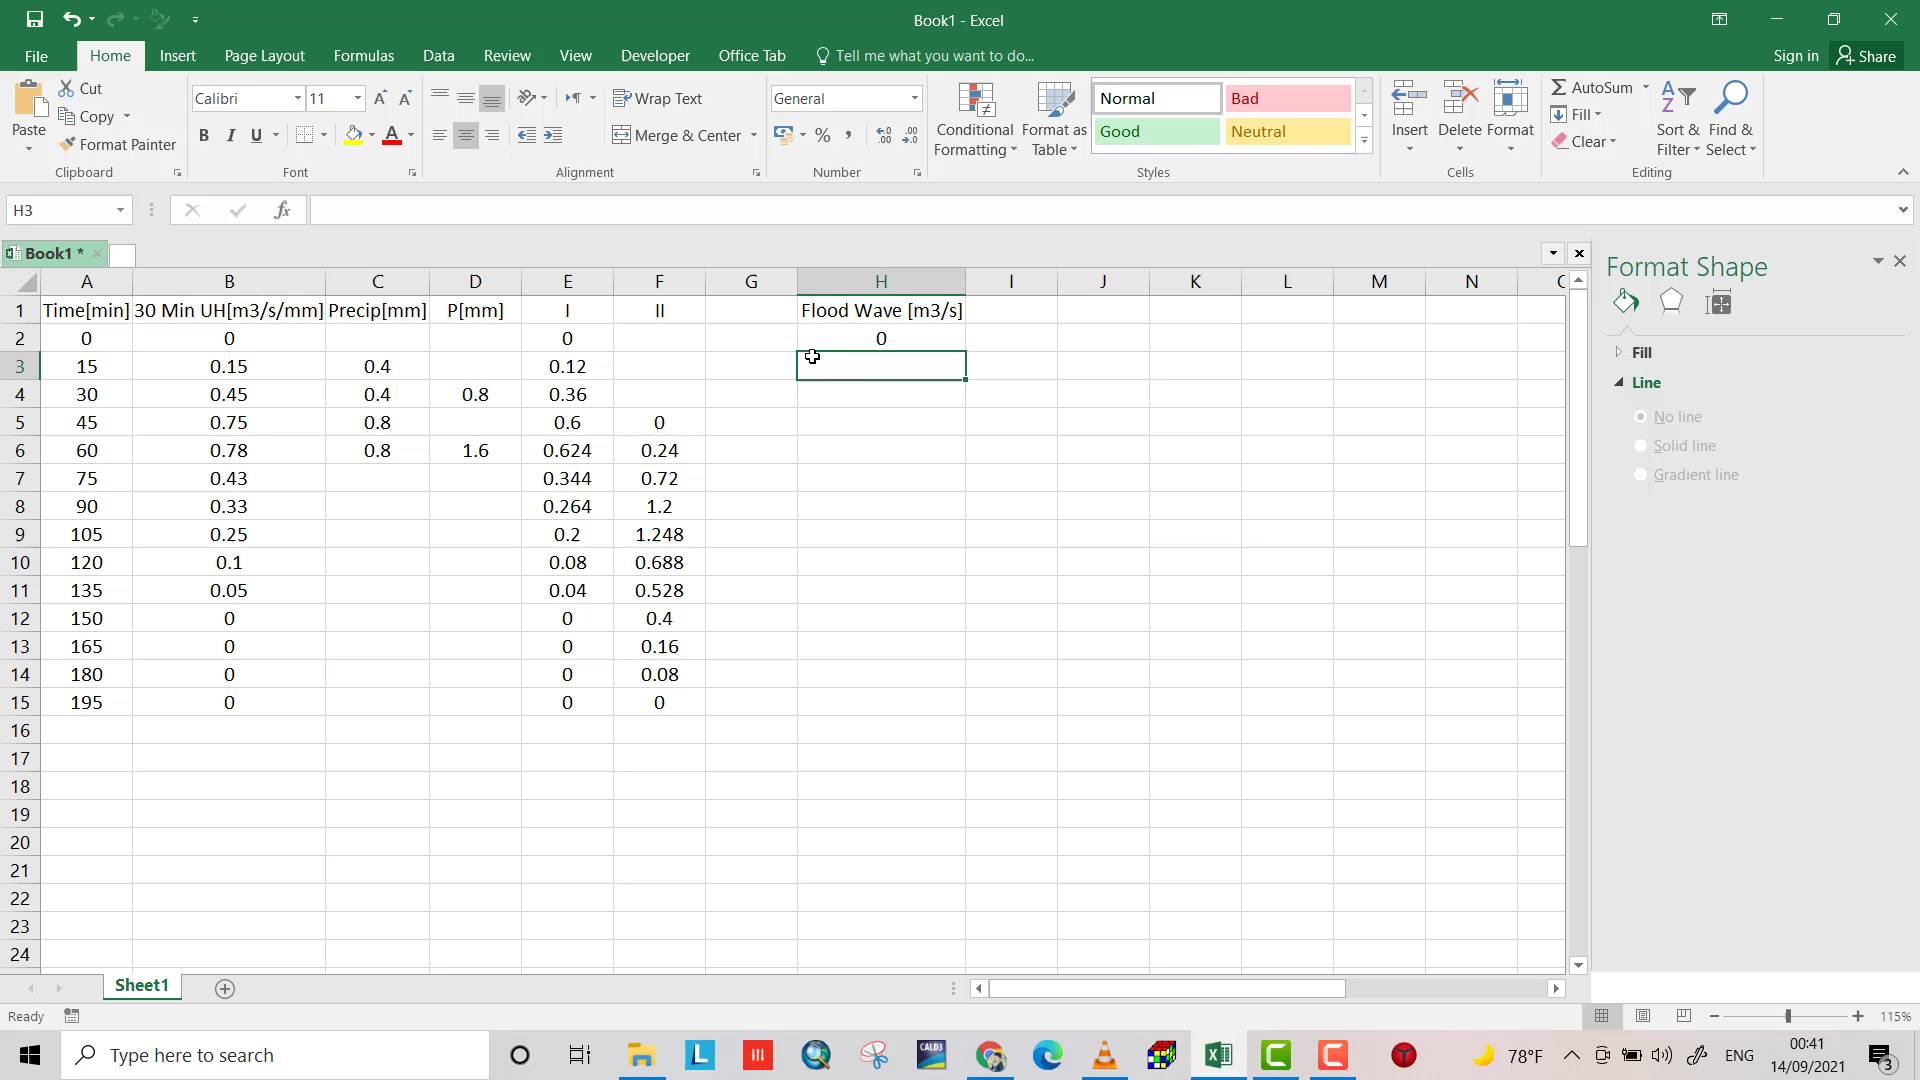 Book1 - Excel
File Home Insert Page Layout Formulas Data Review View Developer Office Tab Tell me what you want to do... Sign in Share
Paste
Cut
Copy
Format Painter
Clipboard
Calibri 11
B I U
Font
Wrap Text
Merge & Center
Alignment
General
Number
Conditional Formatting
Format as Table
Normal Bad
Good Neutral
Styles
Insert Delete Format
Cells
AutoSum
Fill
Clear
Sort & Filter
Find & Select
Editing
H3
fx
Book1 *
A B C D E F G H I J K L M N
1 Time[min] 30 Min UH[m3/s/mm] Precip[mm] P[mm] I II Flood Wave [m3/s]
2 0 0 0 0
3 15 0.15 0.4 0.12
4 30 0.45 0.4 0.8 0.36
5 45 0.75 0.8 0.6 0
6 60 0.78 0.8 1.6 0.624 0.24
7 75 0.43 0.344 0.72
8 90 0.33 0.264 1.2
9 105 0.25 0.2 1.248
10 120 0.1 0.08 0.688
11 135 0.05 0.04 0.528
12 150 0 0 0.4
13 165 0 0 0.16
14 180 0 0 0.08
15 195 0 0 0
16
17
18
19
20
21
22
23
24
Format Shape
Fill
Line
No line
Solid line
Gradient line
Sheet1
Ready
115%
Type here to search
CALD3
78°F
ENG
00:41
14/09/2021
3